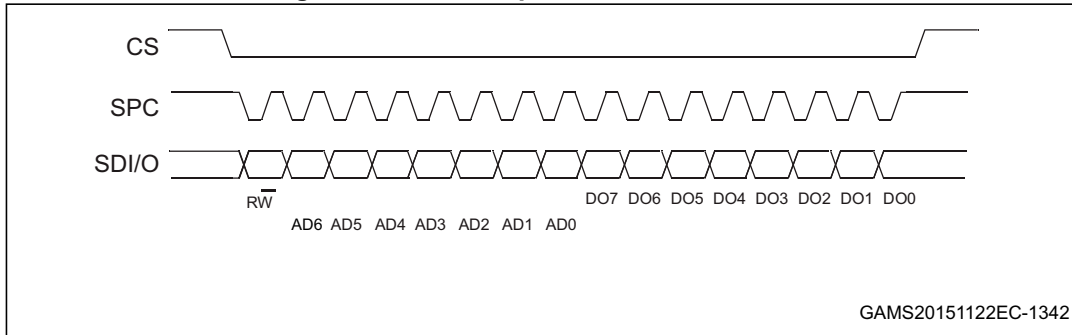 CS
SPC
SDI/O
RW
DO7 DO6 DO5 DO4 DO3 DO2 DO1 DO0
AD6 AD5 AD4 AD3 AD2 AD1 AD0
GAMS20151122EC-1342